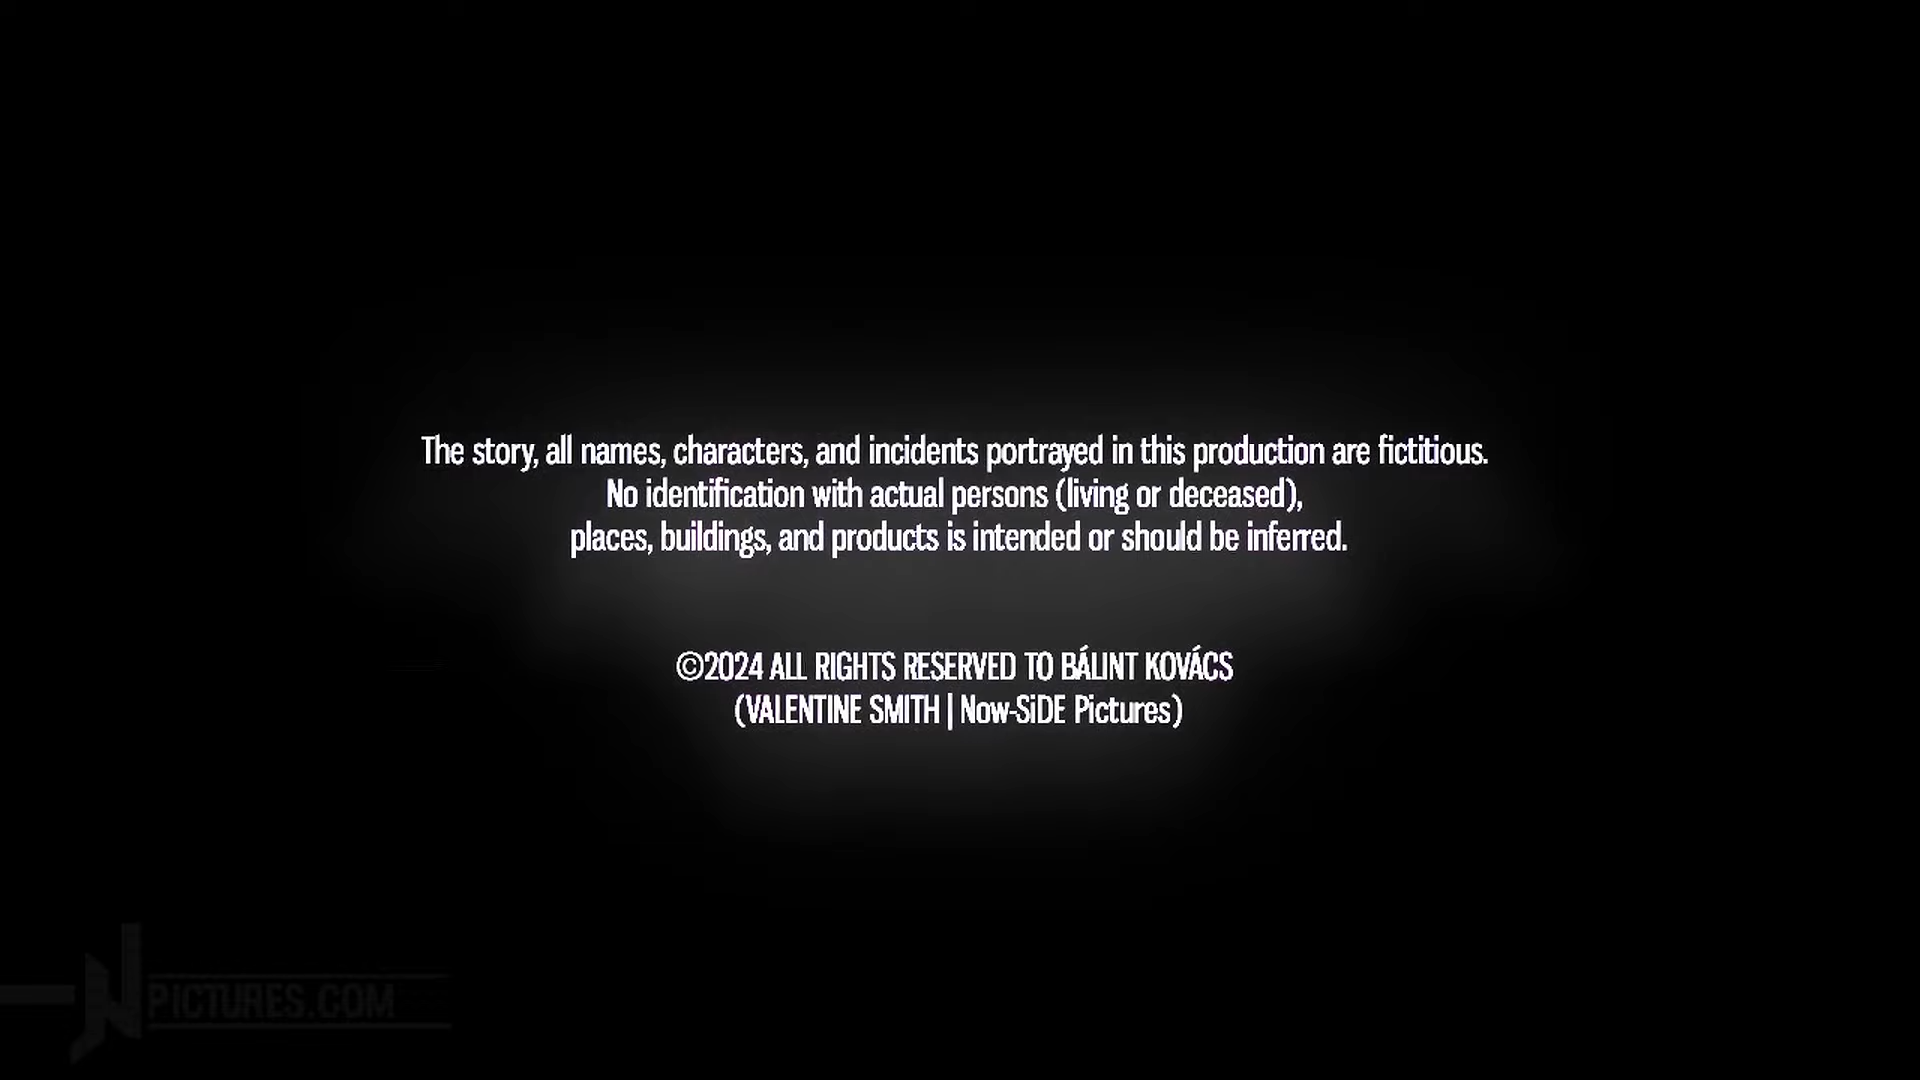 The story, all names, characters, and incidents portrayed in this production are fictitious.
No identification with actual persons (living or deceased),
places, buildings, and products is intended or should be inferred.
©2024 ALL RIGHTS RESERVED TO BÁLINT KOVÁCS
(VALENTINE SMITH | Now-SiDE Pictures)
PiCTURES.COM